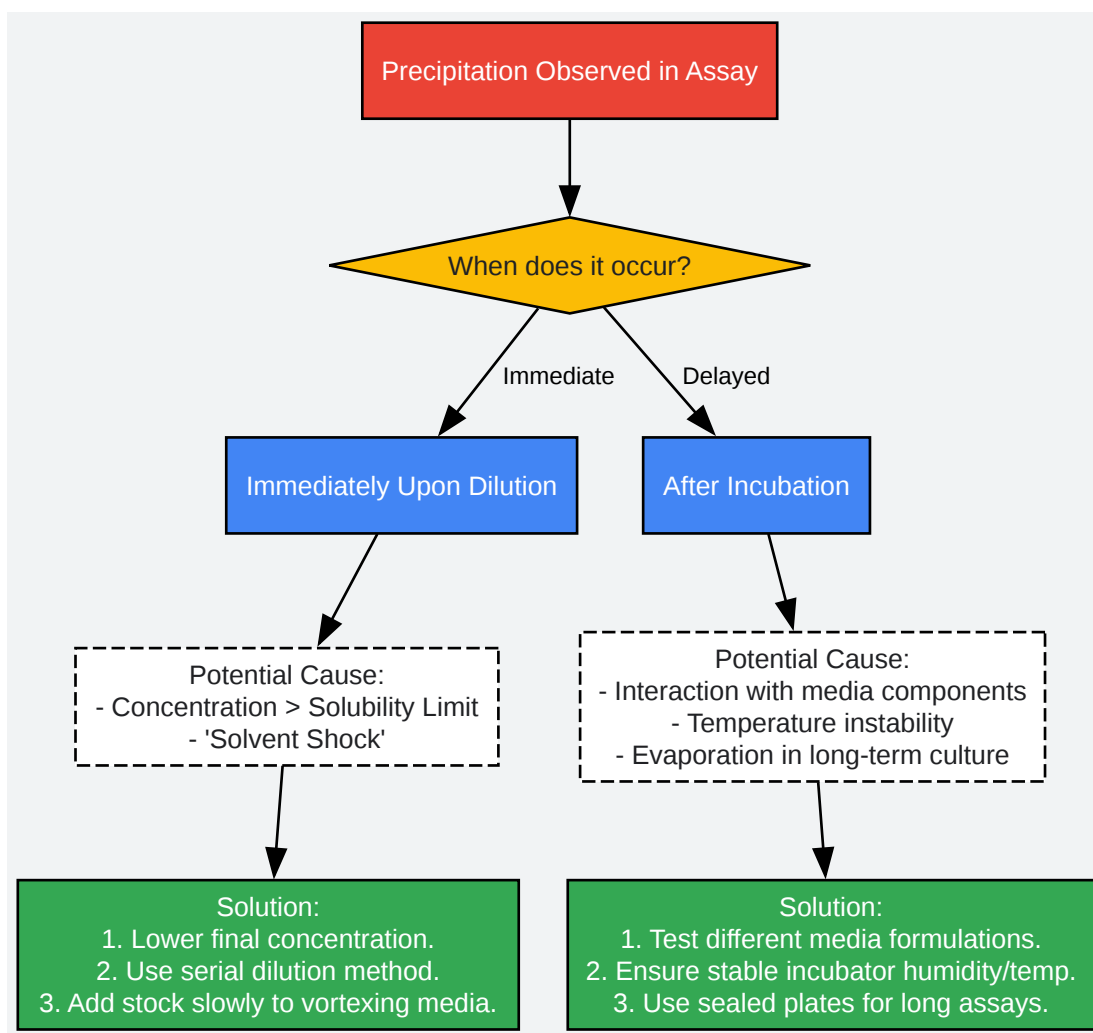 Precipitation Observed in Assay
When does it occur?
Immediate
Delayed
Immediately Upon Dilution
After Incubation
Potential Cause:
- Concentration > Solubility Limit
- 'Solvent Shock'
Potential Cause:
- Interaction with media components
- Temperature instability
- Evaporation in long-term culture
Solution:
1. Lower final concentration.
2. Use serial dilution method.
3. Add stock slowly to vortexing media.
Solution:
1. Test different media formulations.
2. Ensure stable incubator humidity/temp.
3. Use sealed plates for long assays.